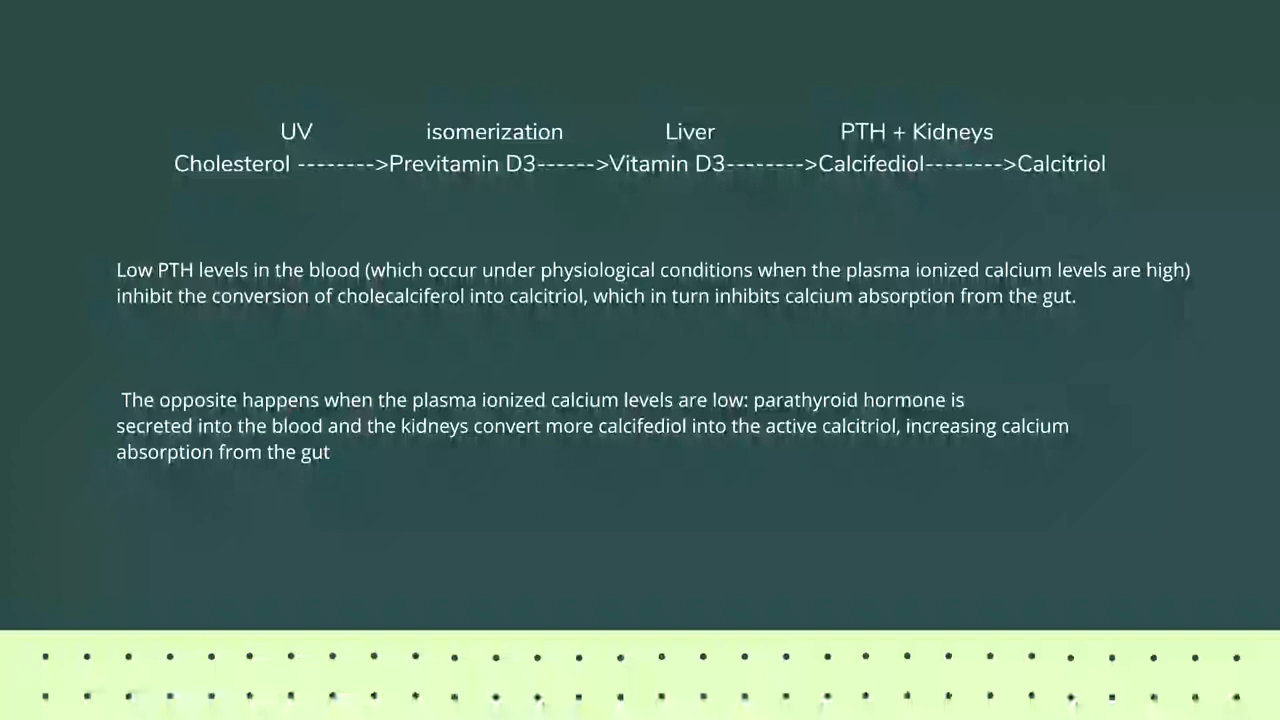 UV isomerization Liver PTH + Kidneys
Cholesterol -------->Previtamin D3------>Vitamin D3-------->Calcifediol-------->Calcitriol
Low PTH levels in the blood (which occur under physiological conditions when the plasma ionized calcium levels are high)
inhibit the conversion of cholecalciferol into calcitriol, which in turn inhibits calcium absorption from the gut.
The opposite happens when the plasma ionized calcium levels are low: parathyroid hormone is
secreted into the blood and the kidneys convert more calcifediol into the active calcitriol, increasing calcium
absorption from the gut